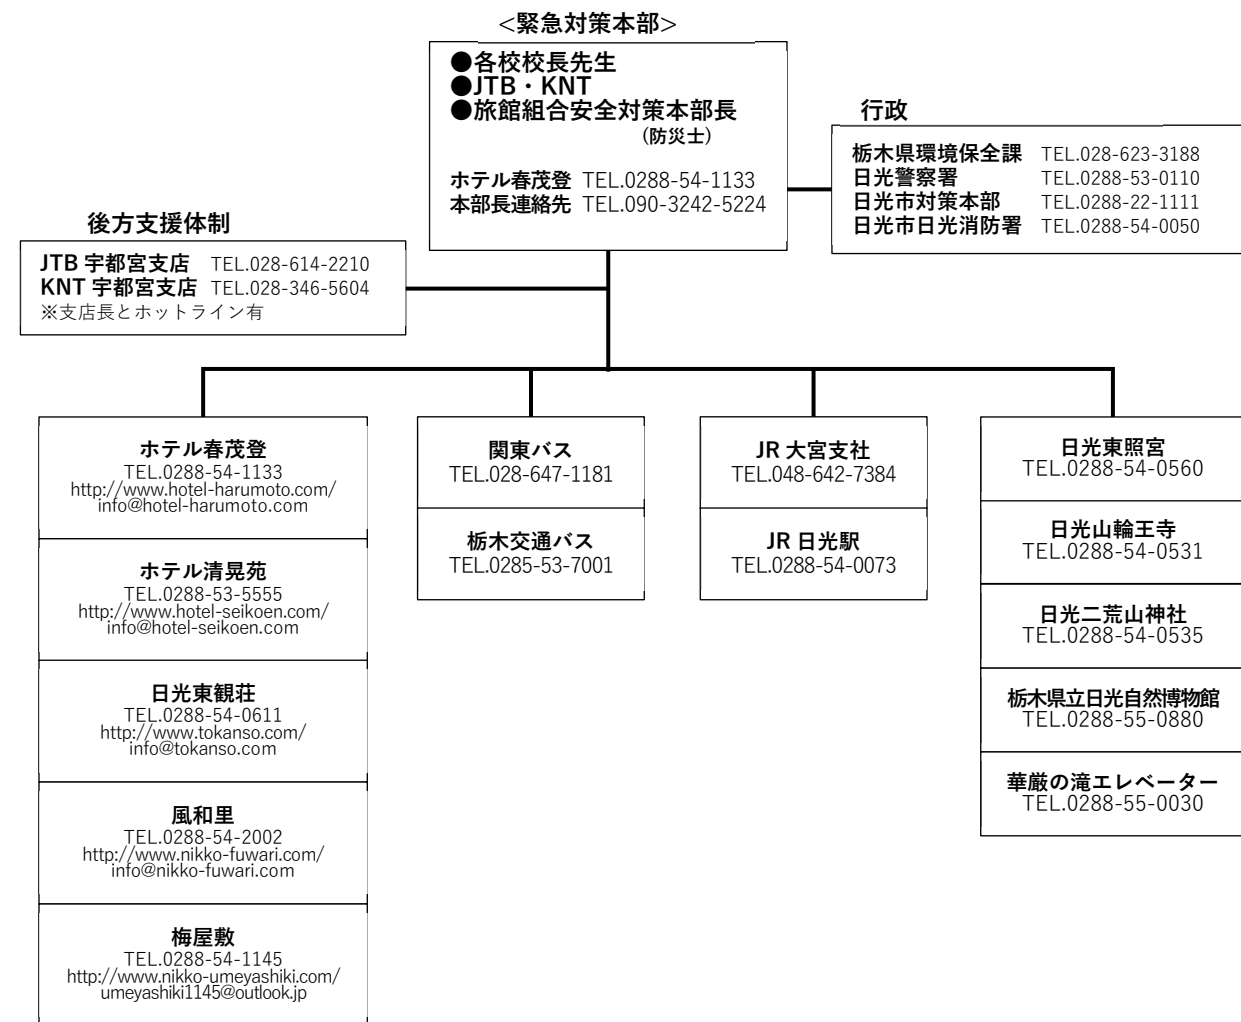 <緊急対策本部>
●各校校長先生
●JTB・KNT
●旅館組合安全対策本部長
(防災士)
ホテル春茂登 TEL.0288-54-1133
本部長連絡先 TEL.090-3242-5224
行政
栃木県環境保全課 TEL.028-623-3188
日光警察署 TEL.0288-53-0110
日光市対策本部 TEL.0288-22-1111
日光市日光消防署 TEL.0288-54-0050
後方支援体制
JTB 宇都宮支店 TEL.028-614-2210
KNT 宇都宮支店 TEL.028-346-5604
※支店長とホットライン有
ホテル春茂登
TEL.0288-54-1133
http://www.hotel-harumoto.com/
info@hotel-harumoto.com
ホテル清晃苑
TEL.0288-53-5555
http://www.hotel-seikoen.com/
info@hotel-seikoen.com
日光東観荘
TEL.0288-54-0611
http://www.tokanso.com/
info@tokanso.com
風和里
TEL.0288-54-2002
http://www.nikko-fuwari.com/
info@nikko-fuwari.com
梅屋敷
TEL.0288-54-1145
http://www.nikko-umeyashiki.com/
umeyashiki1145@outlook.jp
関東バス
TEL.028-647-1181
栃木交通バス
TEL.0285-53-7001
JR 大宮支社
TEL.048-642-7384
JR 日光駅
TEL.0288-54-0073
日光東照宮
TEL.0288-54-0560
日光山輪王寺
TEL.0288-54-0531
日光二荒山神社
TEL.0288-54-0535
栃木県立日光自然博物館
TEL.0288-55-0880
華厳の滝エレベーター
TEL.0288-55-0030